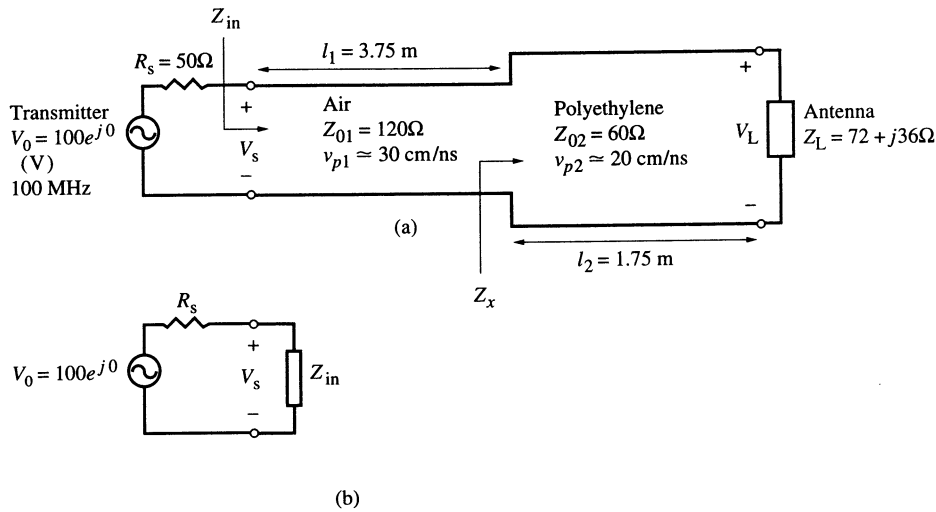 Z_in
R_s = 50Ω
l_1 = 3.75 m
Transmitter
V_0 = 100e^{j0}
(V)
100 MHz
+
V_s
−
Air
Z_01 = 120Ω
v_p1 ≃ 30 cm/ns
Polyethylene
Z_02 = 60Ω
v_p2 ≃ 20 cm/ns
+
V_L
−
Antenna
Z_L = 72 + j36Ω
(a)
l_2 = 1.75 m
Z_x
R_s
V_0 = 100e^{j0}
+
V_s
−
Z_in
(b)